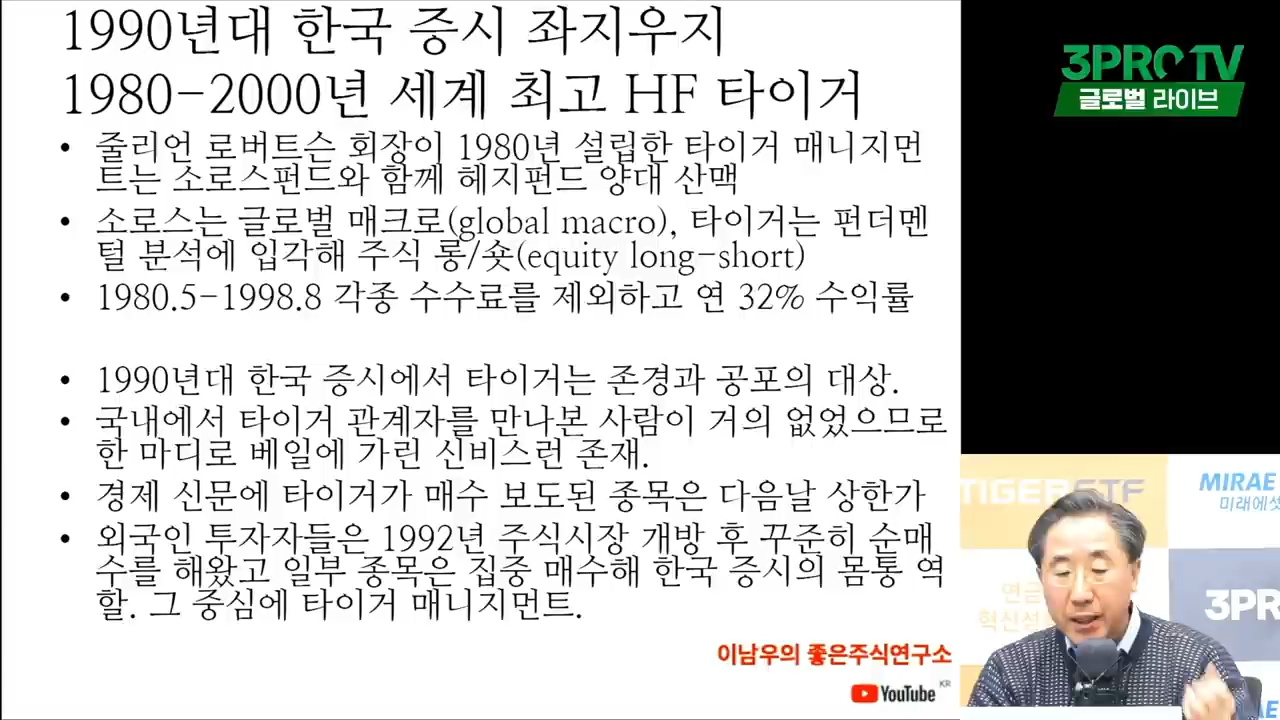 1990년대 한국 증시 좌지우지
1980-2000년 세계 최고 HF 타이거
• 줄리언 로버트슨 회장이 1980년 설립한 타이거 매니지먼
트는 소로스펀드와 함께 헤지펀드 양대 산맥
• 소로스는 글로벌 매크로(global macro), 타이거는 펀더멘
털 분석에 입각해 주식 롱/숏(equity long-short)
• 1980.5-1998.8 각종 수수료를 제외하고 연 32% 수익률
• 1990년대 한국 증시에서 타이거는 존경과 공포의 대상.
• 국내에서 타이거 관계자를 만나본 사람이 거의 없었으므로
한 마디로 베일에 가린 신비스런 존재.
• 경제 신문에 타이거가 매수 보도된 종목은 다음날 상한가
• 외국인 투자자들은 1992년 주식시장 개방 후 꾸준히 순매
수를 해왔고 일부 종목은 집중 매수해 한국 증시의 몸통 역
할. 그 중심에 타이거 매니지먼트.
이남우의 좋은주식연구소
YouTube KR
3PRO TV
글로벌 라이브
TIGER ETF
MIRAE
미래에셋
연금
혁신설
3PR
AE